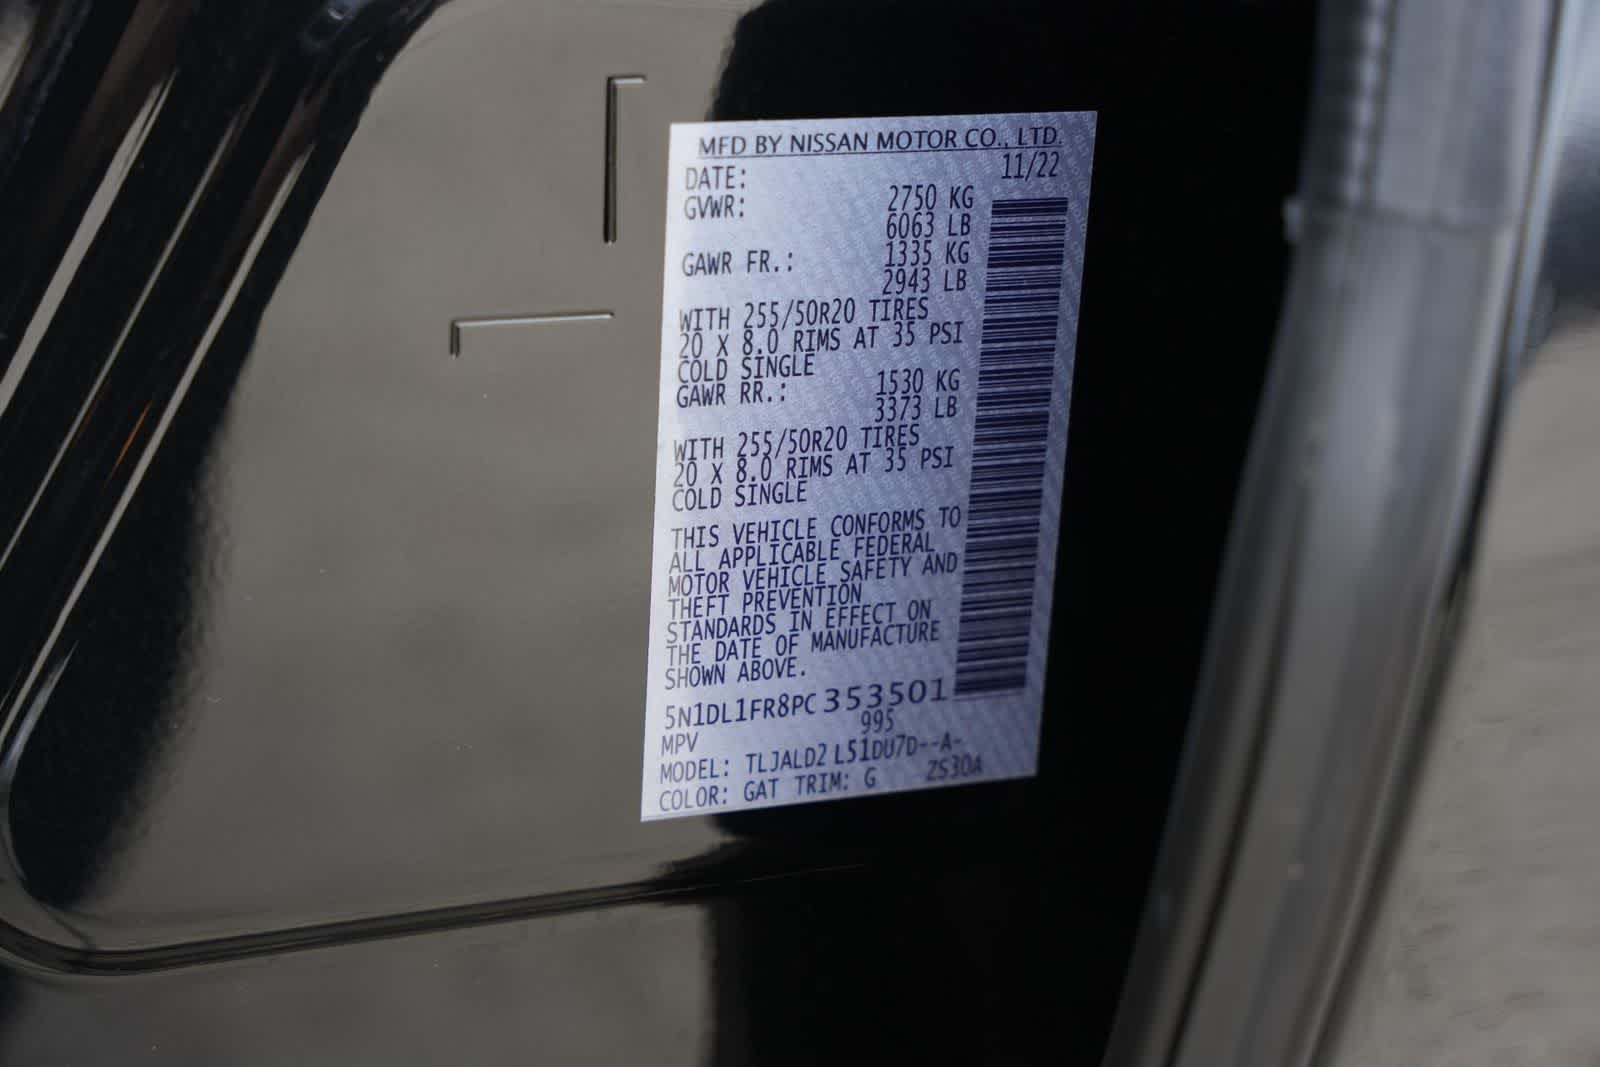 MFD BY NISSAN MOTOR CO., LTD.
DATE: 11/22
GVWR: 2750 KG
6063 LB
GAWR FR.: 1335 KG
2943 LB
WITH 255/50R20 TIRES
20 X 8.0 RIMS AT 35 PSI
COLD SINGLE
GAWR RR.: 1530 KG
3373 LB
WITH 255/50R20 TIRES
20 X 8.0 RIMS AT 35 PSI
COLD SINGLE
THIS VEHICLE CONFORMS TO
ALL APPLICABLE FEDERAL
MOTOR VEHICLE SAFETY AND
THEFT PREVENTION
STANDARDS IN EFFECT ON
THE DATE OF MANUFACTURE
SHOWN ABOVE.
5N1DL1FR8PC353501
MPV 995
MODEL: TLJALD2 L51DU7D--A-
COLOR: GAT TRIM: G ZS30A